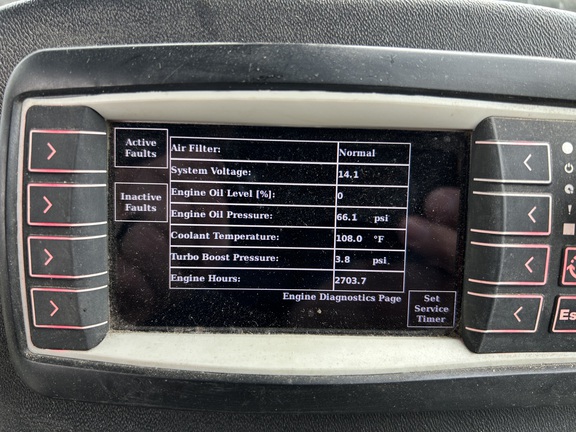 Active
Faults
Inactive
Faults
Air Filter: Normal
System Voltage: 14.1
Engine Oil Level [%]: 0
Engine Oil Pressure: 66.1 psi
Coolant Temperature: 108.0 °F
Turbo Boost Pressure: 3.8 psi
Engine Hours: 2703.7
Engine Diagnostics Page
Set
Service
Timer